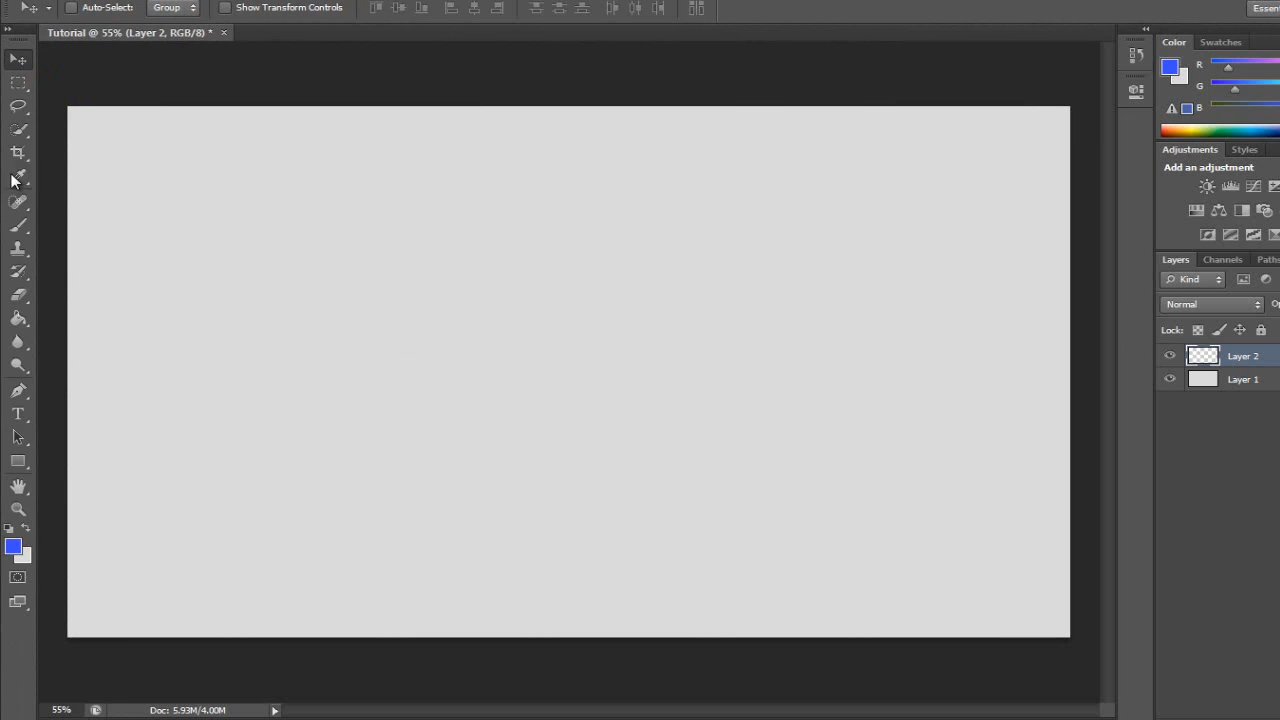 Auto-Select: Group Show Transform Controls
Tutorial @ 55% (Layer 2, RGB/8) * ×
Color Swatches
R
G
B
Adjustments Styles
Add an adjustment
Layers Channels Paths
Kind
Normal
Lock:
Layer 2
Layer 1
T
55% Doc: 5.93M/4.00M